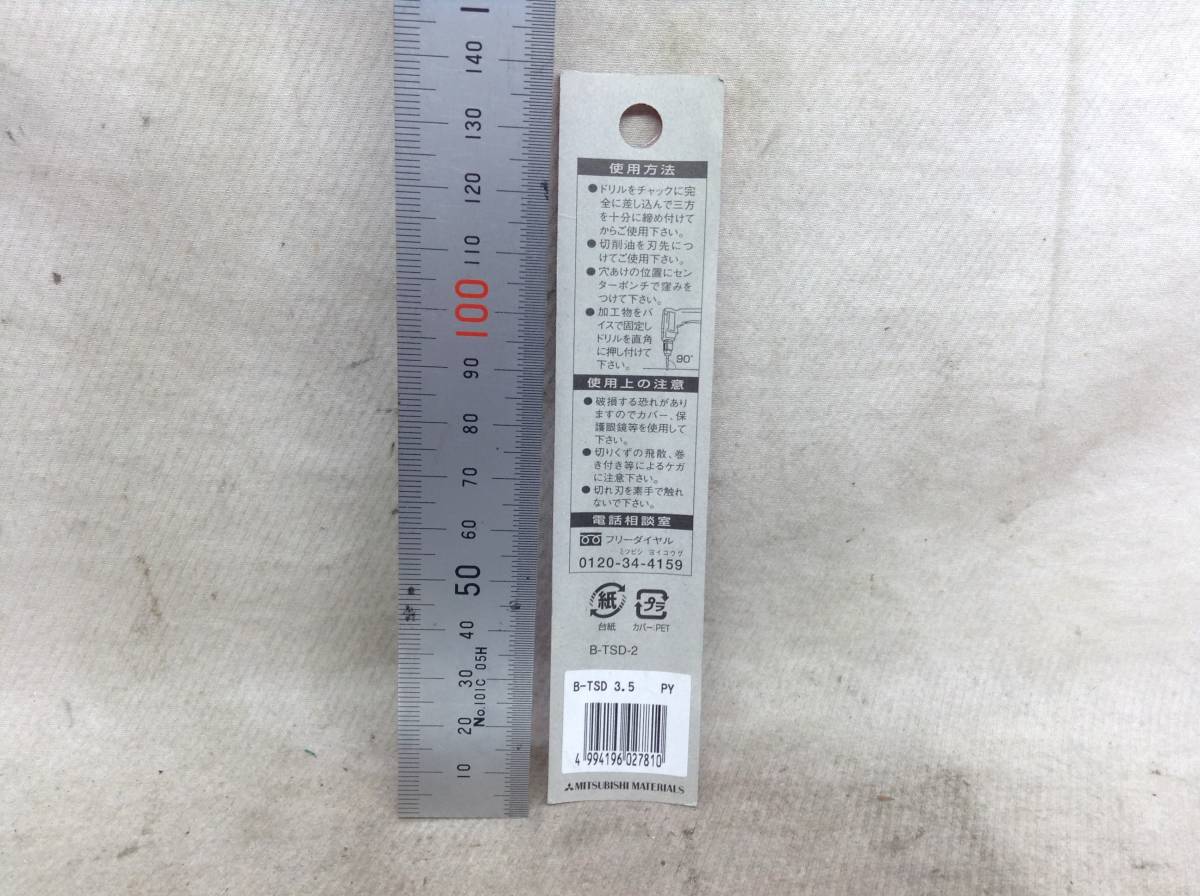 140
130
120
110
100
90
80
70
60
50
40
30
20
10
No.101C 05H
使用方法
●ドリルをチャックに完
全に差し込んで三方
を十分に締め付けて
からご使用下さい。
●切削油を刃先につ
けてご使用下さい。
●穴あけの位置にセン
ターポンチで窪みを
つけて下さい。
●加工物をバ
イスで固定し
ドリルを直角
に押し付けて
下さい。
90°
使用上の注意
●破損する恐れがあり
ますのでカバー、保
護眼鏡等を使用して
下さい。
●切りくずの飛散、巻
き付き等によるケガ
に注意下さい。
●切れ刃を素手で触れ
ないで下さい。
電話相談室
フリーダイヤル
ミツビシ ヨイコウグ
0120-34-4159
紙 プラ
台紙 カバー:PET
B-TSD-2
B-TSD 3.5 PY
4 994196 027810
MITSUBISHI MATERIALS